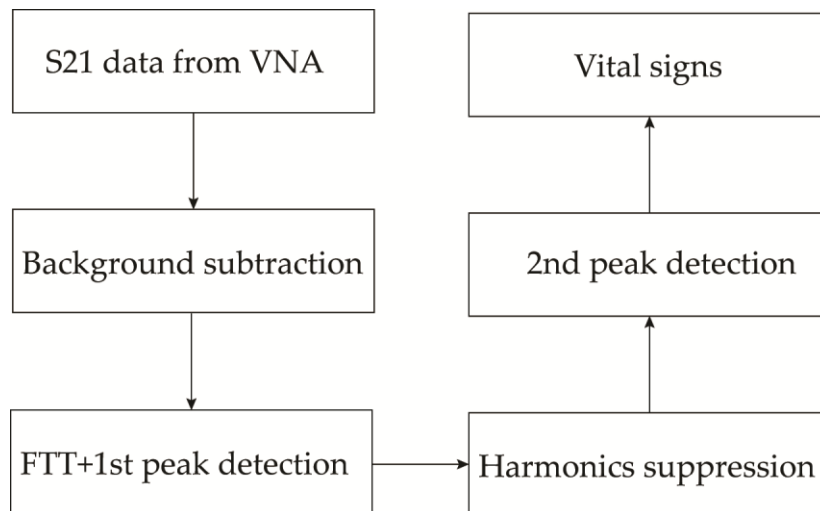 S21 data from VNA
Background subtraction
FTT+1st peak detection
Harmonics suppression
2nd peak detection
Vital signs